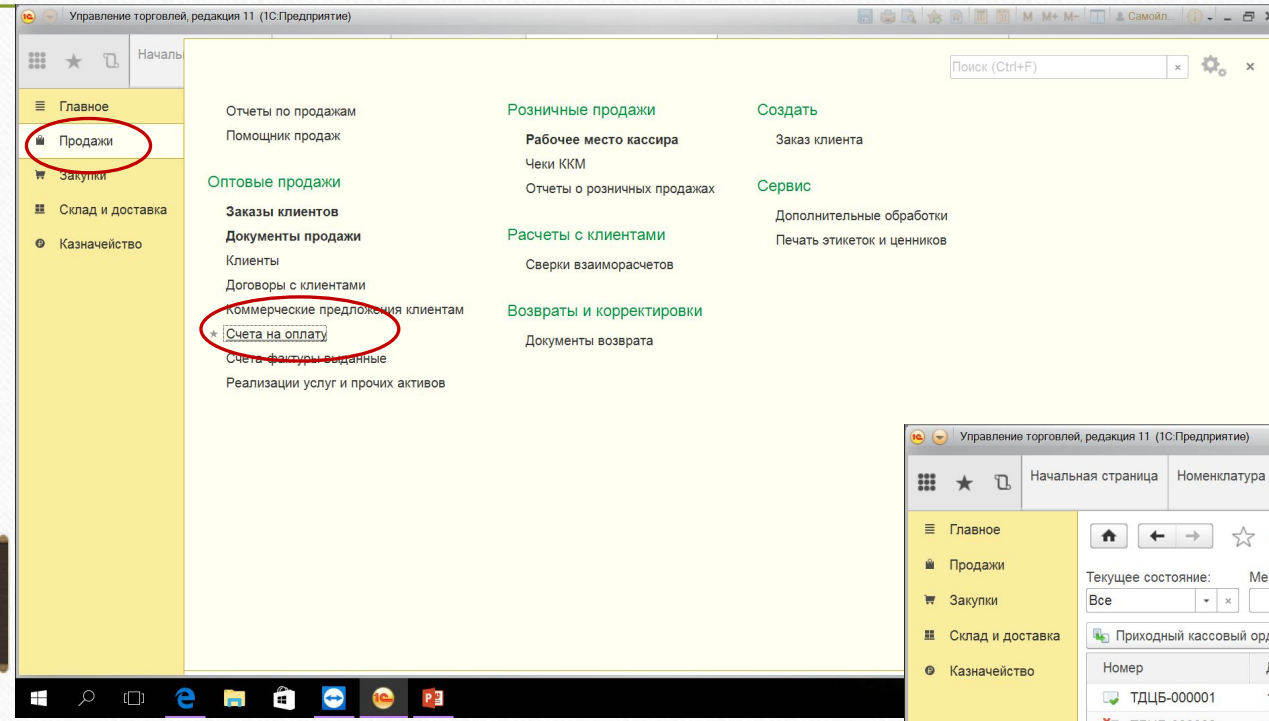 Управление торговлей, редакция 11 (1С:Предприятие)
M M+ M- Самойл...
Началь
Поиск (Ctrl+F)
Главное
Продажи
Закупки
Склад и доставка
Казначейство
Отчеты по продажам
Помощник продаж
Оптовые продажи
Заказы клиентов
Документы продажи
Клиенты
Договоры с клиентами
Коммерческие предложения клиентам
Счета на оплату
Счета-фактуры выданные
Реализации услуг и прочих активов
Розничные продажи
Рабочее место кассира
Чеки ККМ
Отчеты о розничных продажах
Расчеты с клиентами
Сверки взаиморасчетов
Возвраты и корректировки
Документы возврата
Создать
Заказ клиента
Сервис
Дополнительные обработки
Печать этикеток и ценников
Управление торговлей, редакция 11 (1С:Предприятие)
Начальная страница Номенклатура
Главное
Продажи
Закупки
Склад и доставка
Казначейство
Текущее состояние: Ме
Все
Приходный кассовый орд
Номер
ТДЦБ-000001